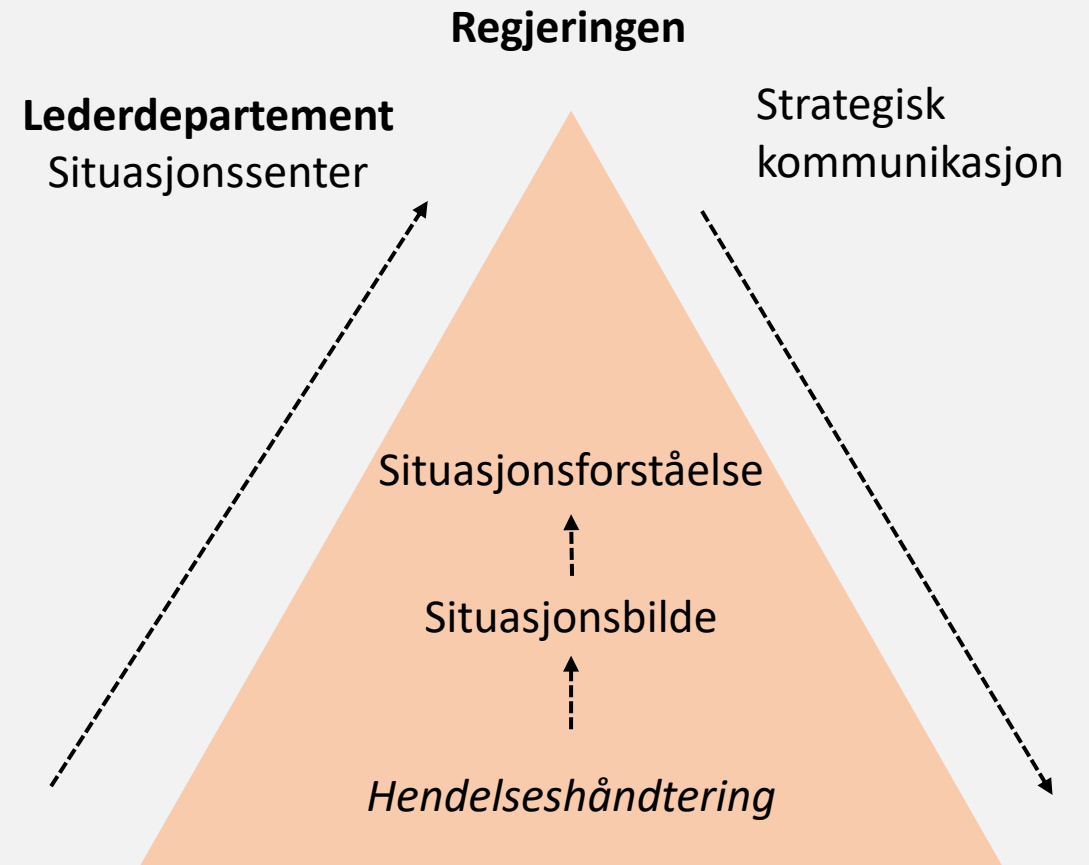 Regjeringen
Lederdepartement
Situasjonssenter
Strategisk
kommunikasjon
Situasjonsforståelse
Situasjonsbilde
Hendelseshåndtering